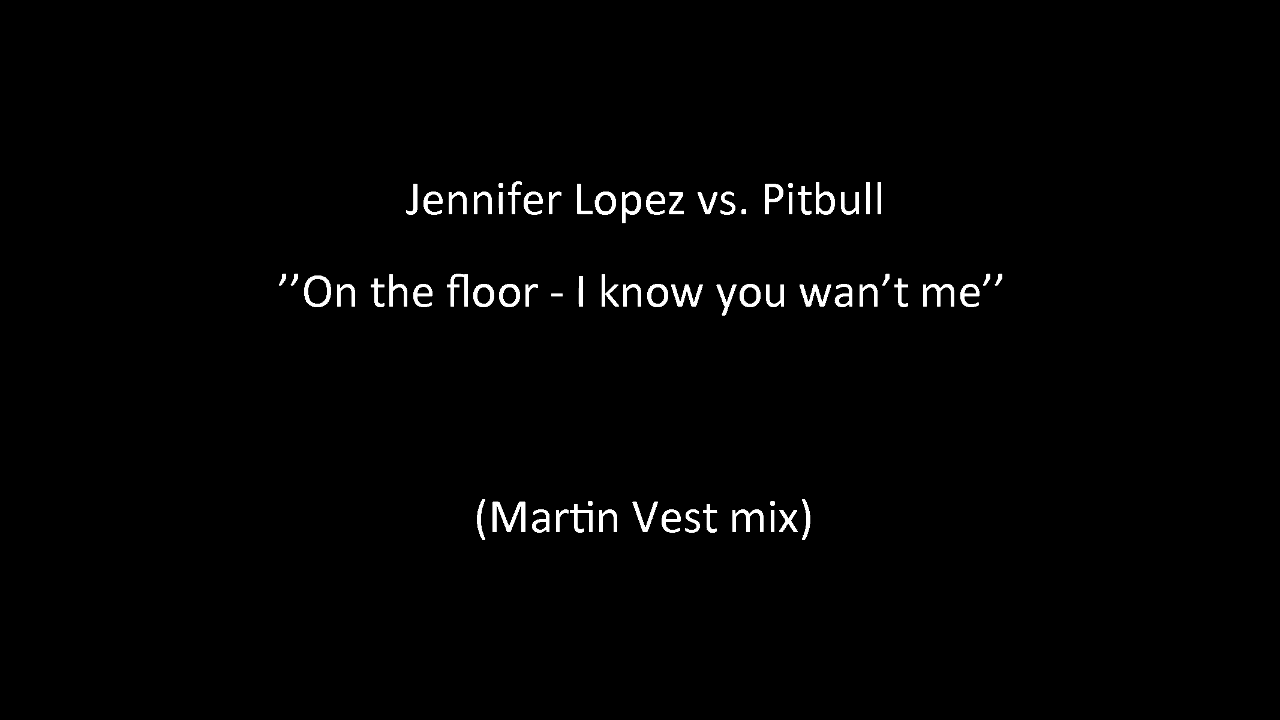 Jennifer Lopez vs. Pitbull
’’On the floor - I know you wan’t me’’
(Martin Vest mix)